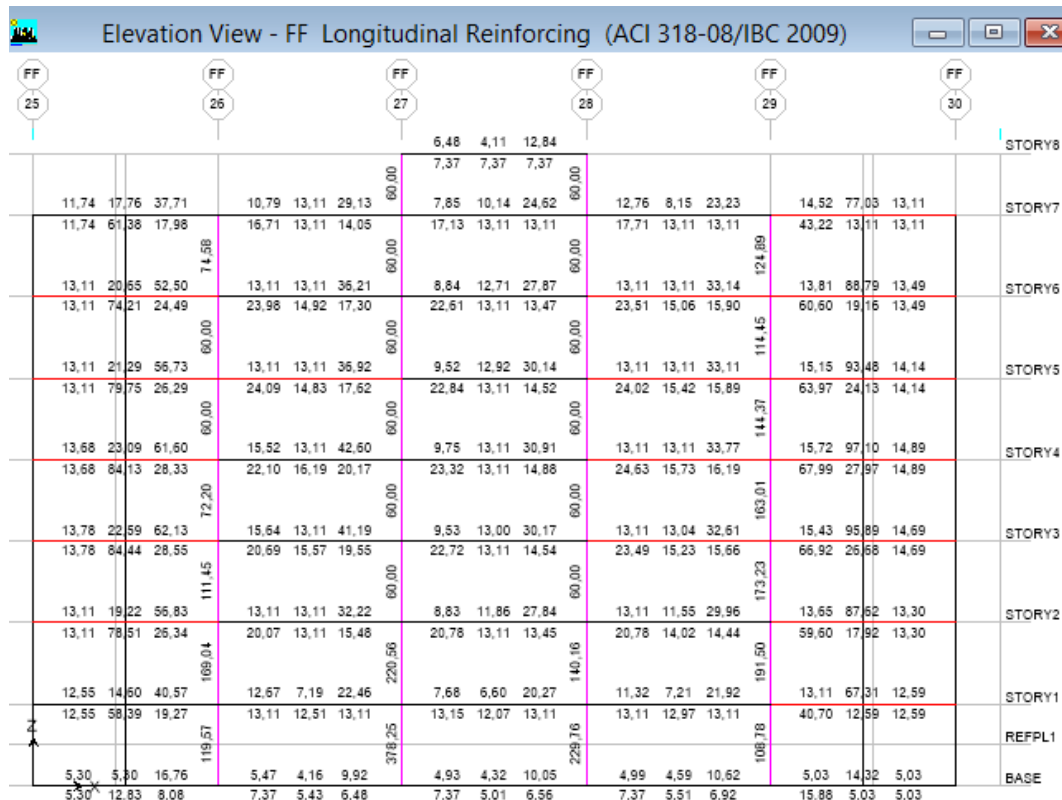 Elevation View - FF Longitudinal Reinforcing (ACI 318-08/IBC 2009)
FF FF FF FF FF FF
25 26 27 28 29 30
6,48 4,11 12,84 STORY8
7,37 7,37 7,37
60,00 60,00
11,74 17,76 37,71 10,79 13,11 29,13 7,85 10,14 24,62 12,76 8,15 23,23 14,52 77,03 13,11 STORY7
11,74 61,38 17,98 16,71 13,11 14,05 17,13 13,11 13,11 17,71 13,11 13,11 43,22 13,11 13,11
74,58 60,00 60,00 124,89
13,11 20,65 52,50 13,11 13,11 36,21 8,84 12,71 27,87 13,11 13,11 33,14 13,81 88,79 13,49 STORY6
13,11 74,21 24,49 23,98 14,92 17,30 22,61 13,11 13,47 23,51 15,06 15,90 60,60 19,16 13,49
60,00 60,00 60,00 114,45
13,11 21,29 56,73 13,11 13,11 36,92 9,52 12,92 30,14 13,11 13,11 33,11 15,15 93,48 14,14 STORY5
13,11 79,75 26,29 24,09 14,83 17,62 22,84 13,11 14,52 24,02 15,42 15,89 63,97 24,13 14,14
60,00 60,00 60,00 144,37
13,68 23,09 61,60 15,52 13,11 42,60 9,75 13,11 30,91 13,11 13,11 33,77 15,72 97,10 14,89 STORY4
13,68 84,13 28,33 22,10 16,19 20,17 23,32 13,11 14,88 24,63 15,73 16,19 67,99 27,97 14,89
72,20 60,00 60,00 163,01
13,78 22,59 62,13 15,64 13,11 41,19 9,53 13,00 30,17 13,11 13,04 32,61 15,43 95,89 14,69 STORY3
13,78 84,44 28,55 20,69 15,57 19,55 22,72 13,11 14,54 23,49 15,23 15,66 66,92 26,68 14,69
111,45 60,00 60,00 173,23
13,11 19,22 56,83 13,11 13,11 32,22 8,83 11,86 27,84 13,11 11,55 29,96 13,65 87,62 13,30 STORY2
13,11 78,51 26,34 20,07 13,11 15,48 20,78 13,11 13,45 20,78 14,02 14,44 59,60 17,92 13,30
169,04 220,56 140,16 191,50
12,55 14,60 40,57 12,67 7,19 22,46 7,68 6,60 20,27 11,32 7,21 21,92 13,11 67,31 12,59 STORY1
12,55 58,39 19,27 13,11 12,51 13,11 13,15 12,07 13,11 13,11 12,97 13,11 40,70 12,59 12,59
Z
REFPL1
119,57 378,25 229,76 108,78
5,30 5,30 16,76 5,47 4,16 9,92 4,93 4,32 10,05 4,99 4,59 10,62 5,03 14,32 5,03 BASE
X
5,30 12,83 8,08 7,37 5,43 6,48 7,37 5,01 6,56 7,37 5,51 6,92 15,88 5,03 5,03